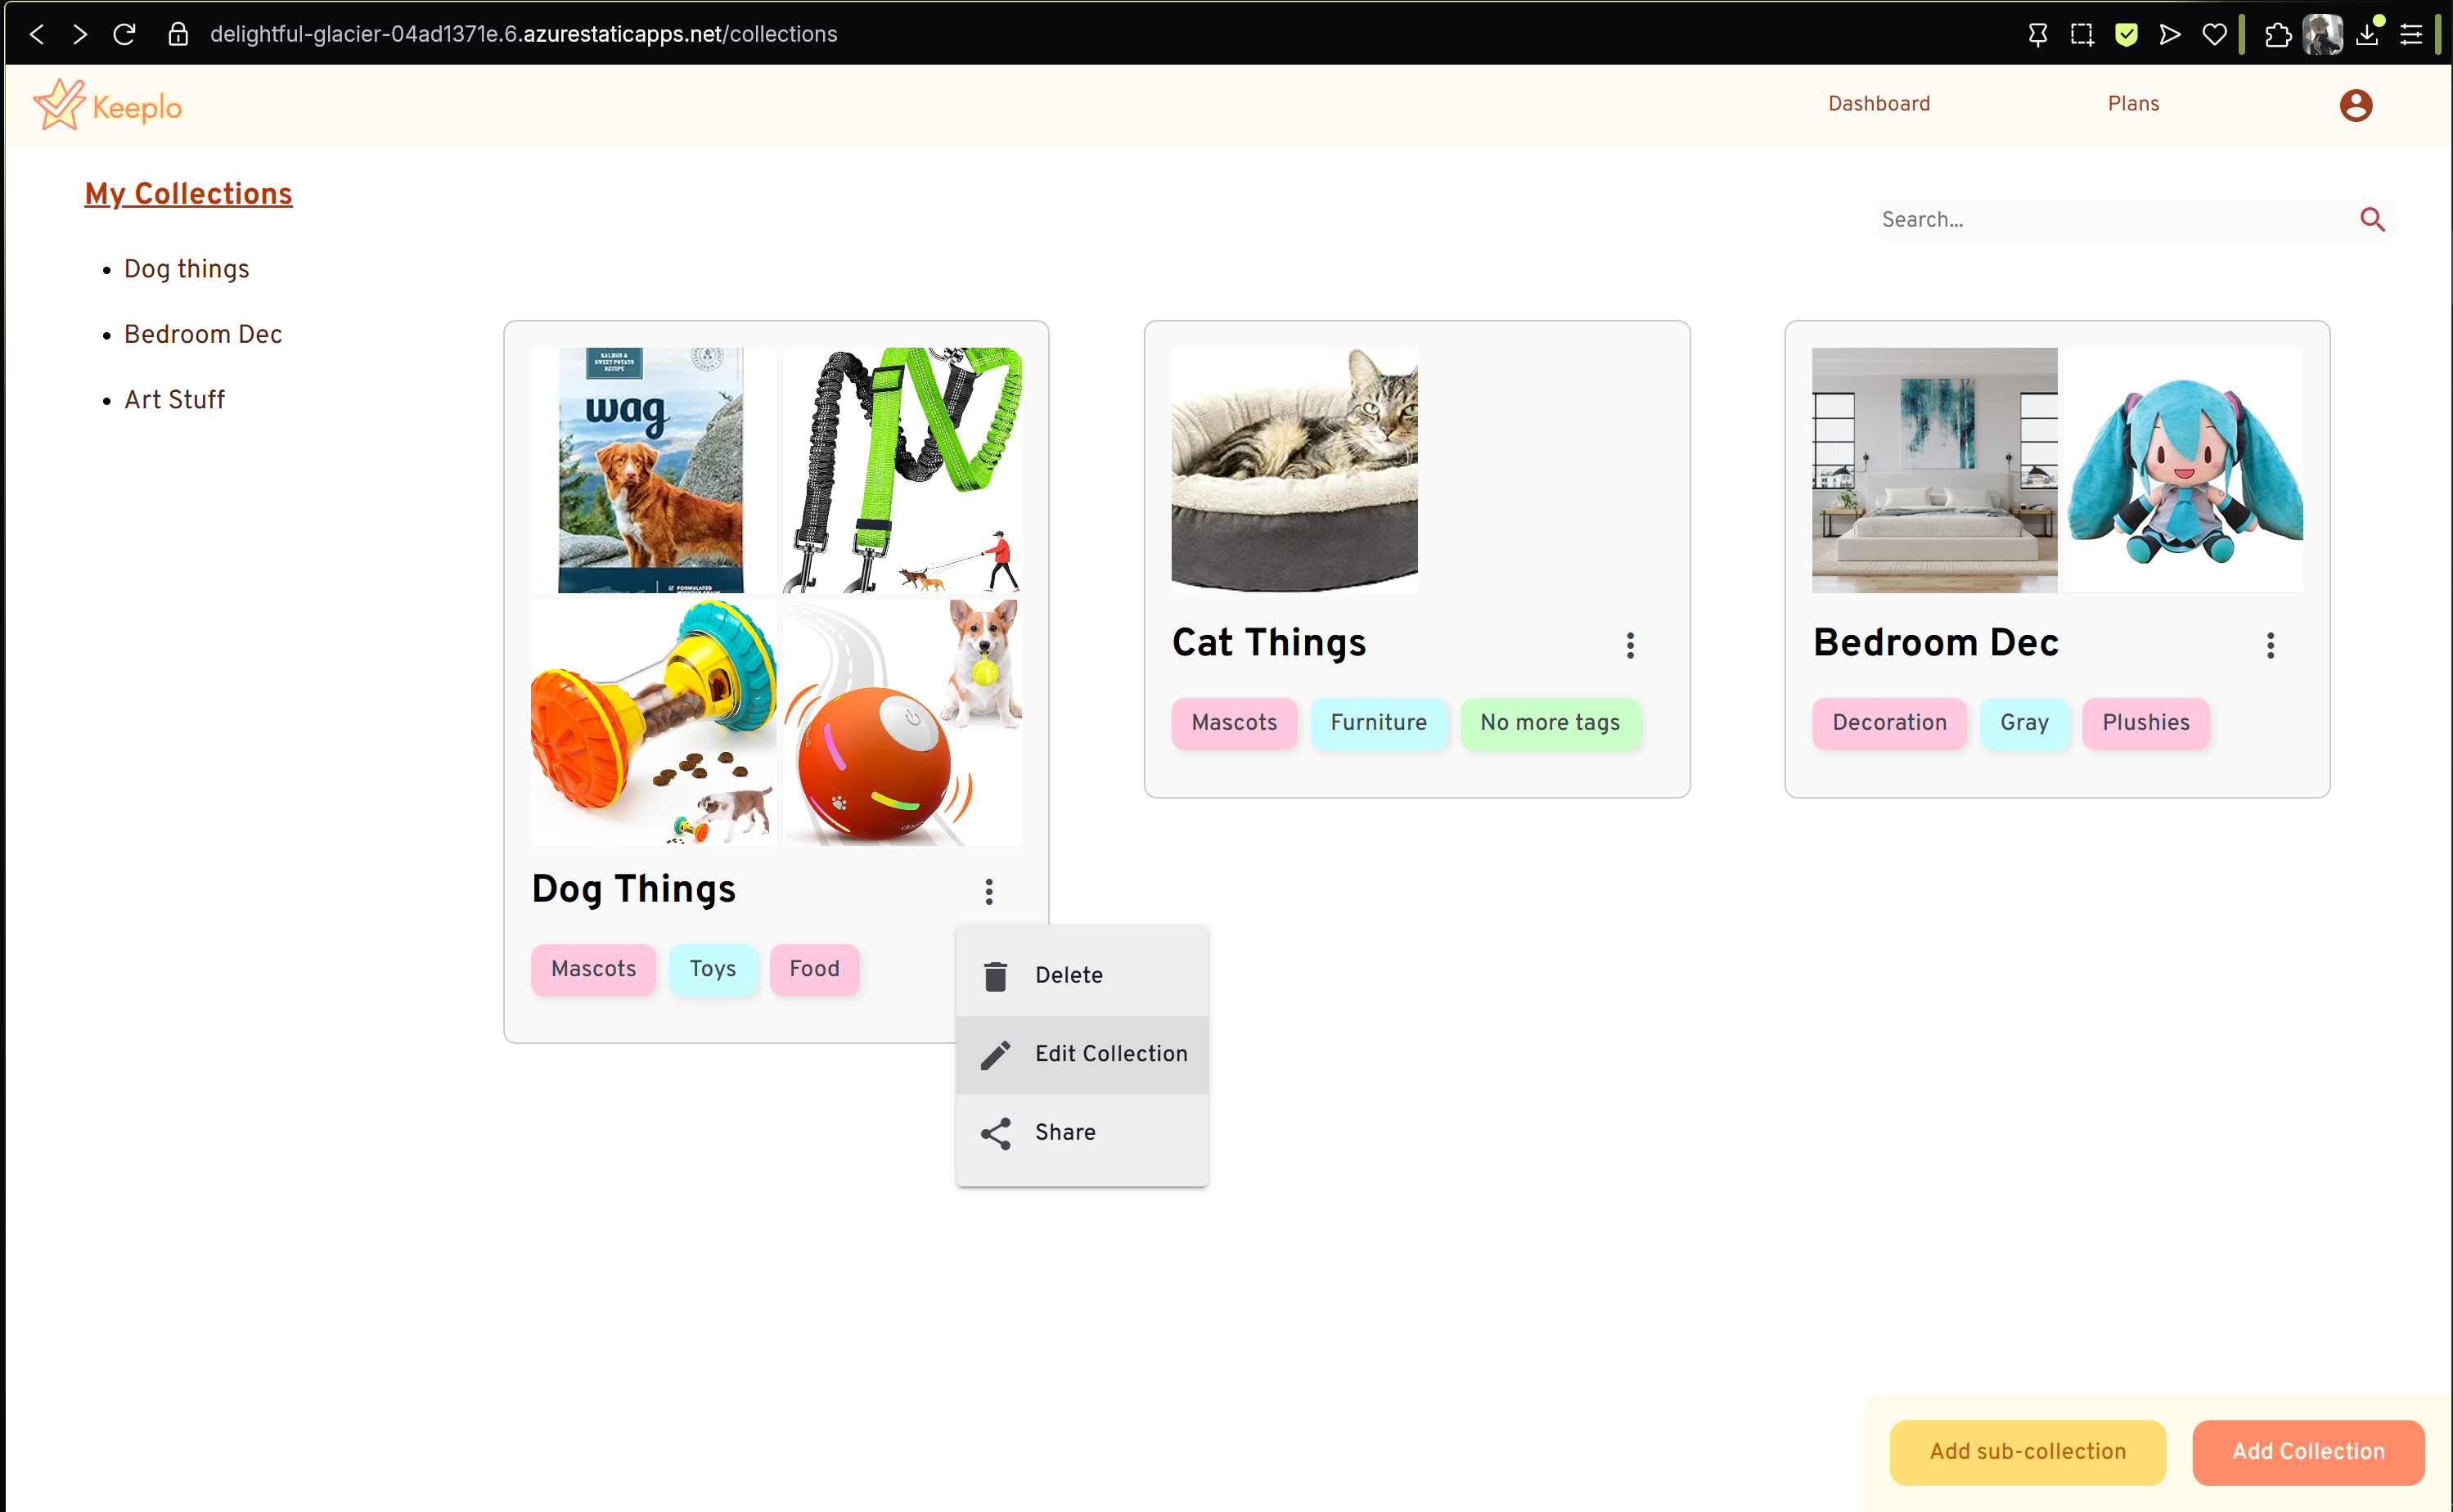 delightful-glacier-04ad1371e.6.azurestaticapps.net/collections
Keeplo
Dashboard
Plans
My Collections
Search...
Dog things
Bedroom Dec
Art Stuff
SALMON &
SWEET POTATO
RECIPE
wag
Dog Things
Mascots
Toys
Food
Delete
Edit Collection
Share
Cat Things
Mascots
Furniture
No more tags
Bedroom Dec
Decoration
Gray
Plushies
Add sub-collection
Add Collection